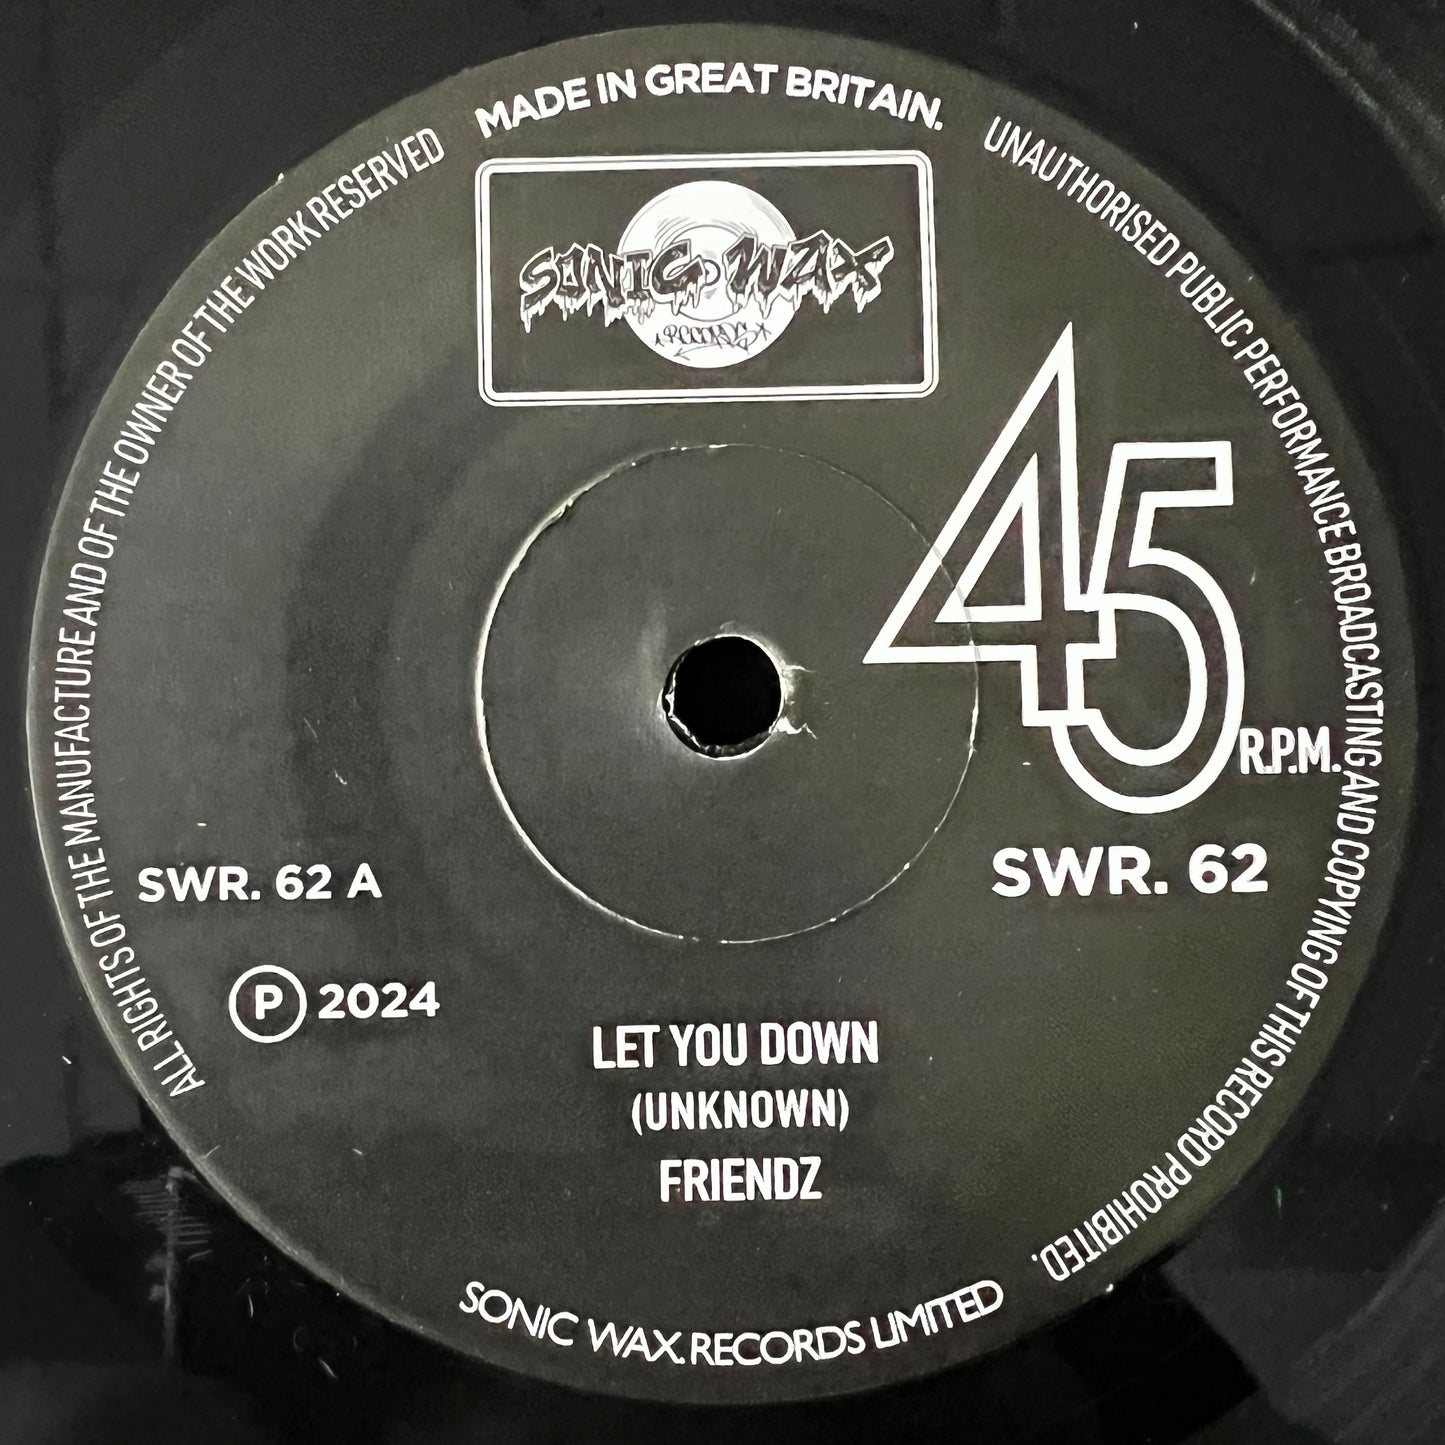 MADE IN GREAT BRITAIN.
ALL RIGHTS OF THE MANUFACTURE AND OF THE OWNER OF THE WORK RESERVED
UNAUTHORISED PUBLIC PERFORMANCE BROADCASTING AND COPYING OF THIS RECORD PROHIBITED.
SONIC WAX
RECORDS
45
R.P.M.
SWR. 62
SWR. 62 A
Ⓟ 2024
LET YOU DOWN
(UNKNOWN)
FRIENDZ
SONIC WAX.RECORDS LIMITED